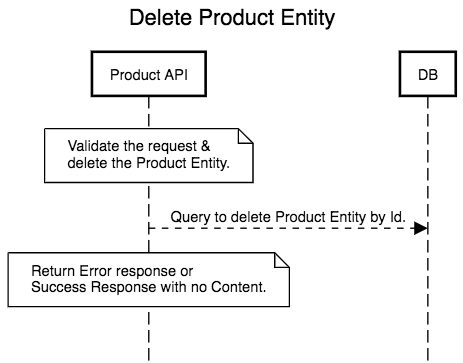 Delete Product Entity
Product API
DB
Validate the request &
delete the Product Entity.
Query to delete Product Entity by Id.
Return Error response or
Success Response with no Content.